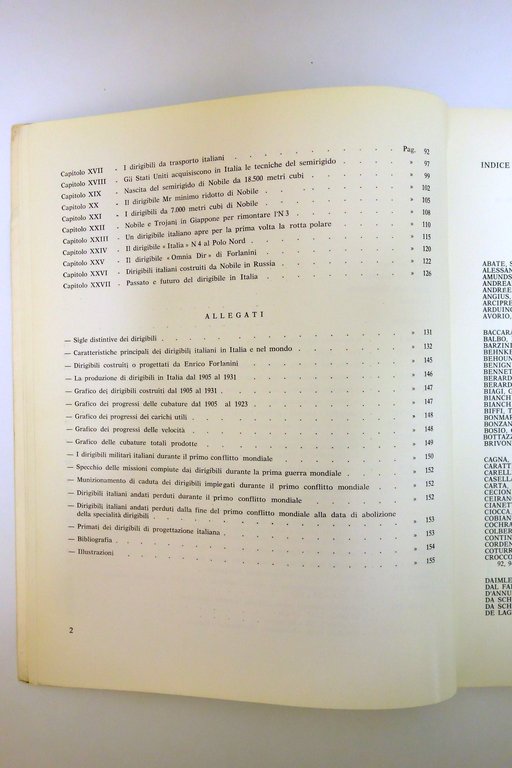 Pag. 92
Capitolo XVII - I dirigibili da trasporto italiani
Capitolo XVIII - Gli Stati Uniti acquisiscono in Italia le tecniche del semirigido » 97
Capitolo XIX - Nascita del semirigido di Nobile da 18.500 metri cubi » 99
Capitolo XX - Il dirigibile Mr minimo ridotto di Nobile » 102
Capitolo XXI - I dirigibili da 7.000 metri cubi di Nobile » 105
Capitolo XXII - Nobile e Trojani in Giappone per rimontare l'N 3 » 108
Capitolo XXIII - Un dirigibile italiano apre per la prima volta la rotta polare » 110
Capitolo XXIV - Il dirigibile «Italia» N 4 al Polo Nord » 115
Capitolo XXV - Il dirigibile «Omnia Dir» di Forlanini » 120
Capitolo XXVI - Dirigibili italiani costruiti da Nobile in Russia » 122
Capitolo XXVII - Passato e futuro del dirigibile in Italia » 126
ALLEGATI
— Sigle distintive dei dirigibili » 131
— Caratteristiche principali dei dirigibili italiani in Italia e nel mondo » 132
— Dirigibili costruiti o progettati da Enrico Forlanini » 145
— La produzione di dirigibili in Italia dal 1905 al 1931 » 146
— Grafico dei dirigibili costruiti dal 1905 al 1931 » 147
— Grafico dei progressi delle cubature dal 1905 al 1923 » 147
— Grafico dei progressi dei carichi utili » 148
— Grafico dei progressi delle velocità » 148
— Grafico delle cubature totali prodotte » 149
— I dirigibili militari italiani durante il primo conflitto mondiale » 150
— Specchio delle missioni compiute dai dirigibili durante la prima guerra mondiale » 152
— Munizionamento di caduta dei dirigibili impiegati durante il primo conflitto mondiale » 152
— Dirigibili italiani andati perduti durante il primo conflitto mondiale » 152
— Dirigibili italiani andati perduti dalla fine del primo conflitto mondiale alla data di abolizione
della specialità dirigibili » 153
— Primati dei dirigibili di progettazione italiana » 153
— Bibliografia » 154
— Illustrazioni » 155
2
INDICE
ABATE, S
ALESSAN
AMUNDS
ANDREA
ANDREE
ANGIUS,
ARCIPRE
ARDUINO
AVORIO,
BACCARA
BALBO,
BARZINI
BEHNKE
BEHOUN
BENIGN
BENNET
BERARD
BERARD
BIAGI, G
BIANCH
BIANCH
BIFFI, T
BONMAR
BONZAN
BOSIO, C
BOTTAZZ
BRIVON
CAGNA,
CARATT
CARELL
CASELLA
CARTA,
CECION
CEIRAN
CIANETT
CIOCCA,
COBIAN
COCHRA
COLBER
CONTIN
CORDEN
COTURR
CROCCO
92, 9
DAIMLE
DAL FA
D'ANNU
DA SCH
DA SCH
DE LAG